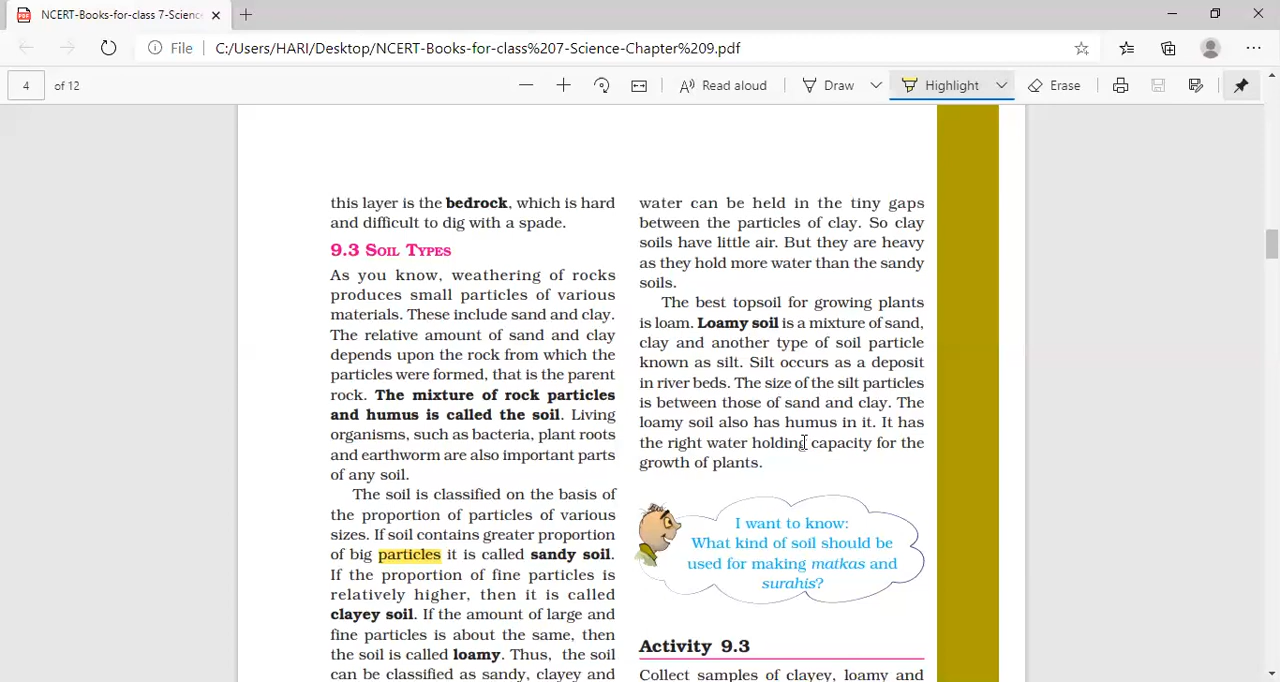 NCERT-Books-for-class 7-Science
File
C:/Users/HARI/Desktop/NCERT-Books-for-class%207-Science-Chapter%209.pdf
4
of 12
Read aloud
Draw
Highlight
Erase
this layer is the bedrock, which is hard
and difficult to dig with a spade.
9.3 SOIL TYPES
As you know, weathering of rocks
produces small particles of various
materials. These include sand and clay.
The relative amount of sand and clay
depends upon the rock from which the
particles were formed, that is the parent
rock. The mixture of rock particles
and humus is called the soil. Living
organisms, such as bacteria, plant roots
and earthworm are also important parts
of any soil.
The soil is classified on the basis of
the proportion of particles of various
sizes. If soil contains greater proportion
of big particles it is called sandy soil.
If the proportion of fine particles is
relatively higher, then it is called
clayey soil. If the amount of large and
fine particles is about the same, then
the soil is called loamy. Thus, the soil
can be classified as sandy, clayey and
water can be held in the tiny gaps
between the particles of clay. So clay
soils have little air. But they are heavy
as they hold more water than the sandy
soils.
The best topsoil for growing plants
is loam. Loamy soil is a mixture of sand,
clay and another type of soil particle
known as silt. Silt occurs as a deposit
in river beds. The size of the silt particles
is between those of sand and clay. The
loamy soil also has humus in it. It has
the right water holding capacity for the
growth of plants.
I want to know:
What kind of soil should be
used for making matkas and
surahis?
Activity 9.3
Collect samples of clayey, loamy and